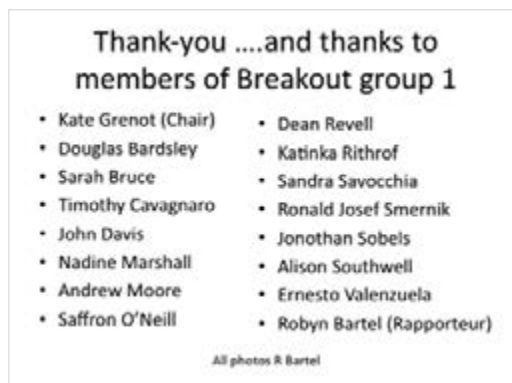 Thank-you ....and thanks to
members of Breakout group 1
• Kate Grenot (Chair)
• Douglas Bardsley
• Sarah Bruce
• Timothy Cavagnaro
• John Davis
• Nadine Marshall
• Andrew Moore
• Saffron O'Neill
• Dean Revell
• Katinka Rithrof
• Sandra Savocchia
• Ronald Josef Smernik
• Jonothan Sobels
• Alison Southwell
• Ernesto Valenzuela
• Robyn Bartel (Rapporteur)
All photos R Bartel